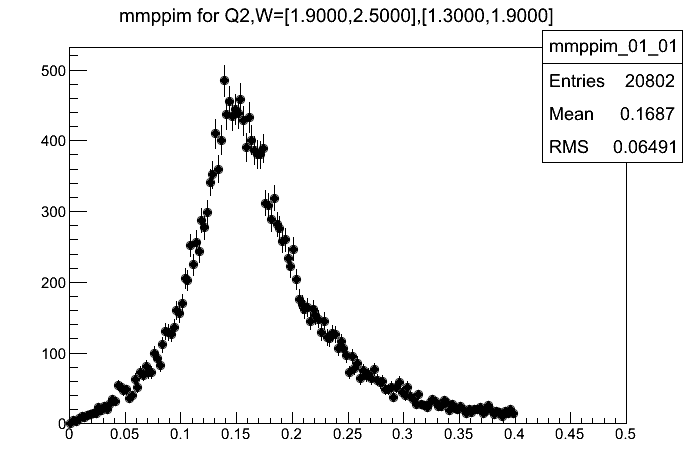 mmppim for Q2,W=[1.9000,2.5000],[1.3000,1.9000]
mmppim_01_01
Entries 20802
Mean 0.1687
RMS 0.06491
500
400
300
200
100
0
0 0.05 0.1 0.15 0.2 0.25 0.3 0.35 0.4 0.45 0.5